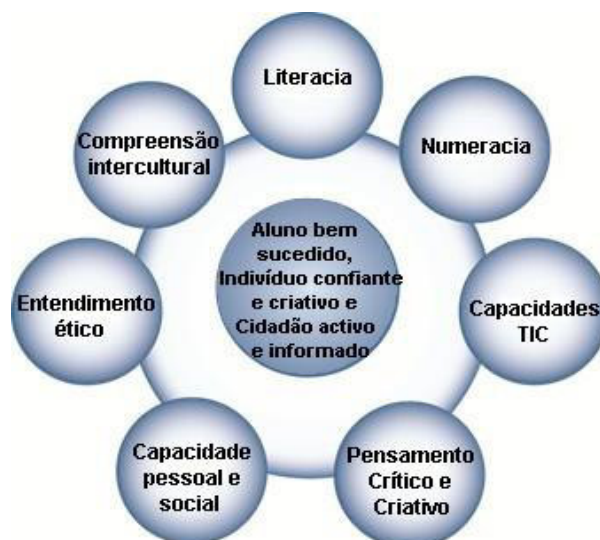 Literacia
Numeracia
Capacidades
TIC
Pensamento
Crítico e
Criativo
Capacidade
pessoal e
social
Entendimento
ético
Compreensão
intercultural
Aluno bem
sucedido,
Indivíduo confiante
e criativo e
Cidadão activo
e informado